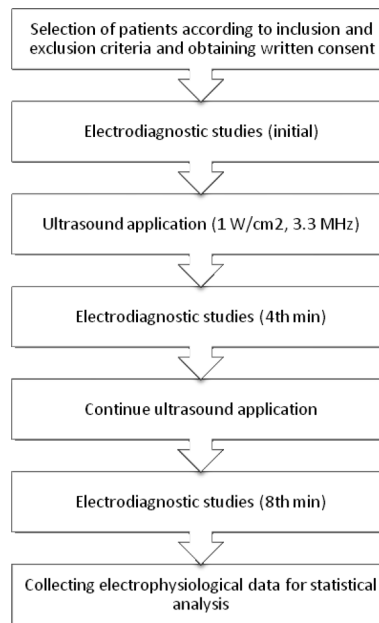 Selection of patients according to inclusion and
exclusion criteria and obtaining written consent
Electrodiagnostic studies (initial)
Ultrasound application (1 W/cm2, 3.3 MHz)
Electrodiagnostic studies (4th min)
Continue ultrasound application
Electrodiagnostic studies (8th min)
Collecting electrophysiological data for statistical
analysis